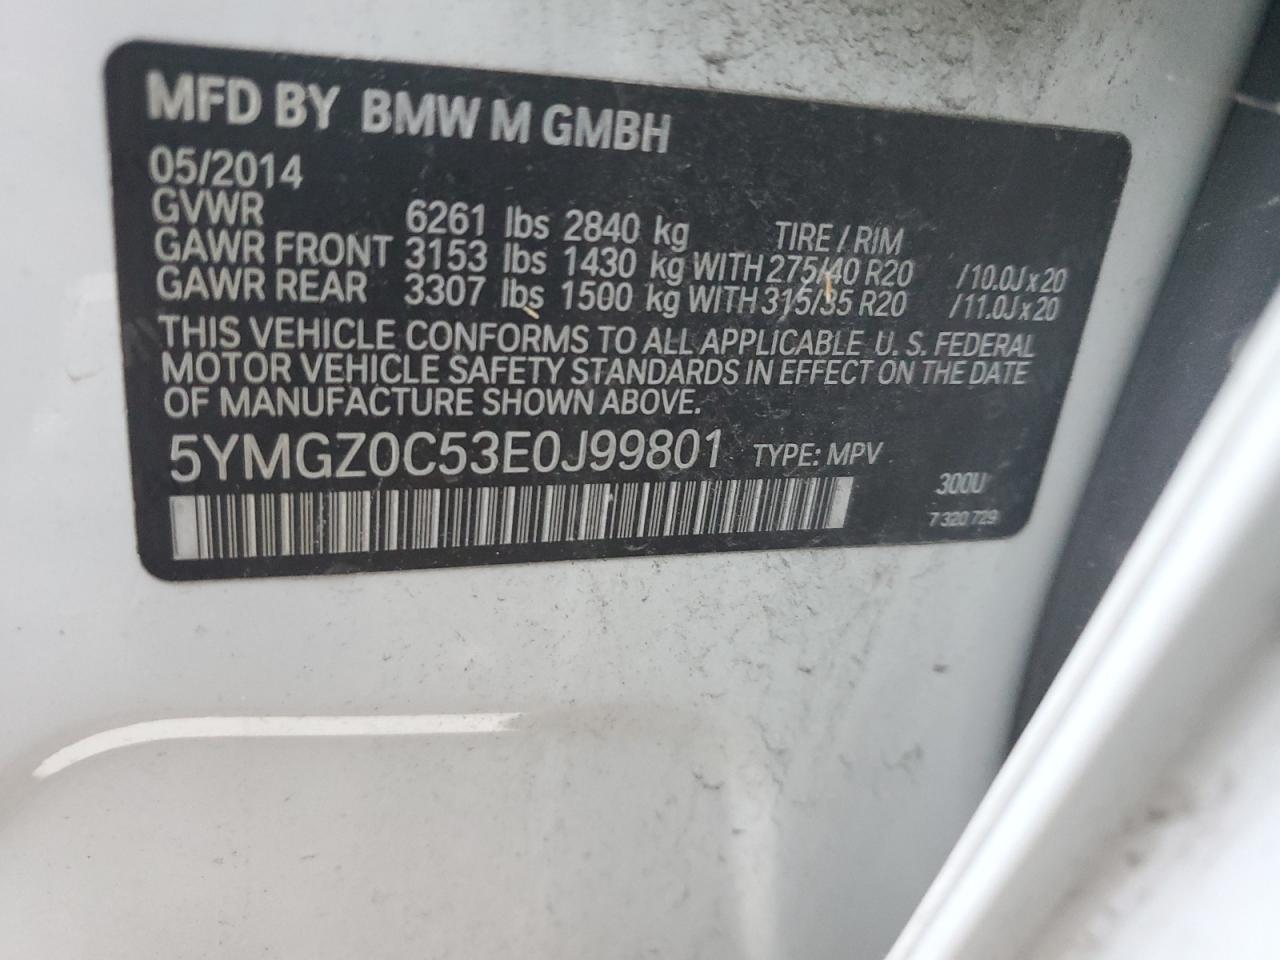 MFD BY BMW M GMBH
05/2014
GVWR 6261 lbs 2840 kg TIRE / RIM
GAWR FRONT 3153 lbs 1430 kg WITH 275/40 R20 /10.0J x 20
GAWR REAR 3307 lbs 1500 kg WITH 315/35 R20 /11.0J x 20
THIS VEHICLE CONFORMS TO ALL APPLICABLE U. S. FEDERAL
MOTOR VEHICLE SAFETY STANDARDS IN EFFECT ON THE DATE
OF MANUFACTURE SHOWN ABOVE.
5YMGZ0C53E0J99801 TYPE: MPV
300U
7 320 729